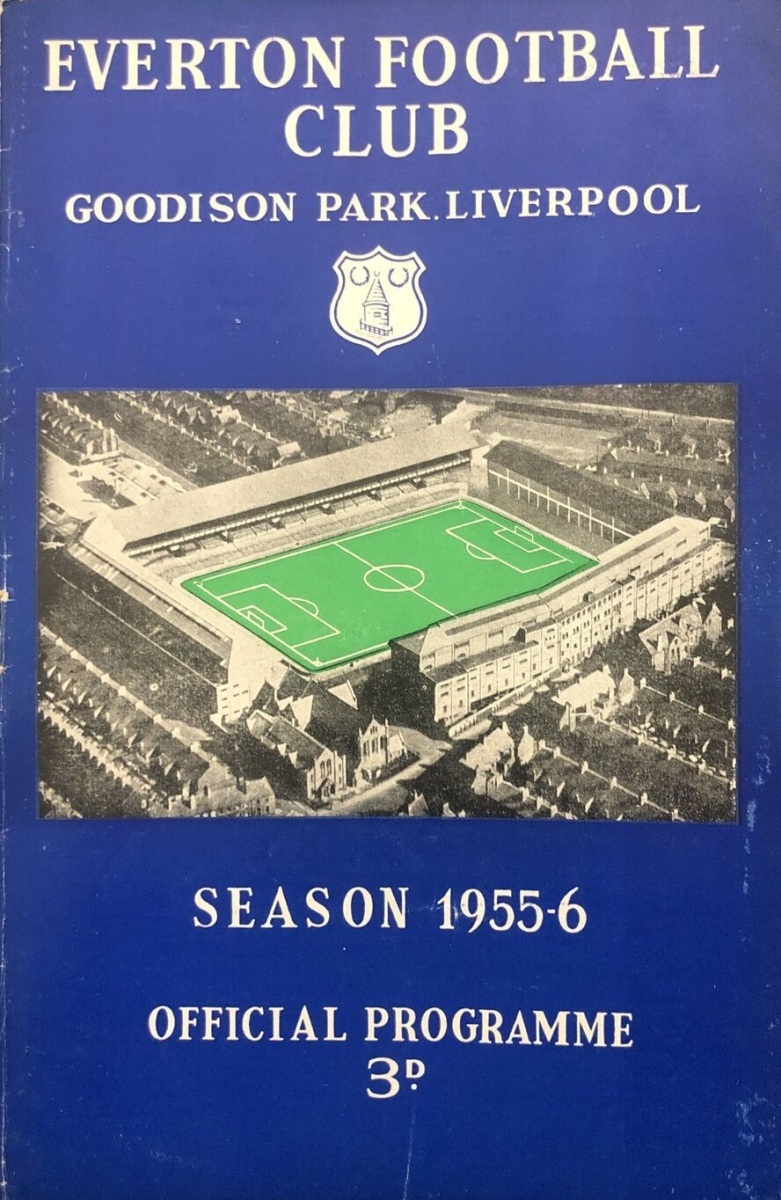 EVERTON FOOTBALL
CLUB
GOODISON PARK. LIVERPOOL
SEASON 1955-6
OFFICIAL PROGRAMME
3D.